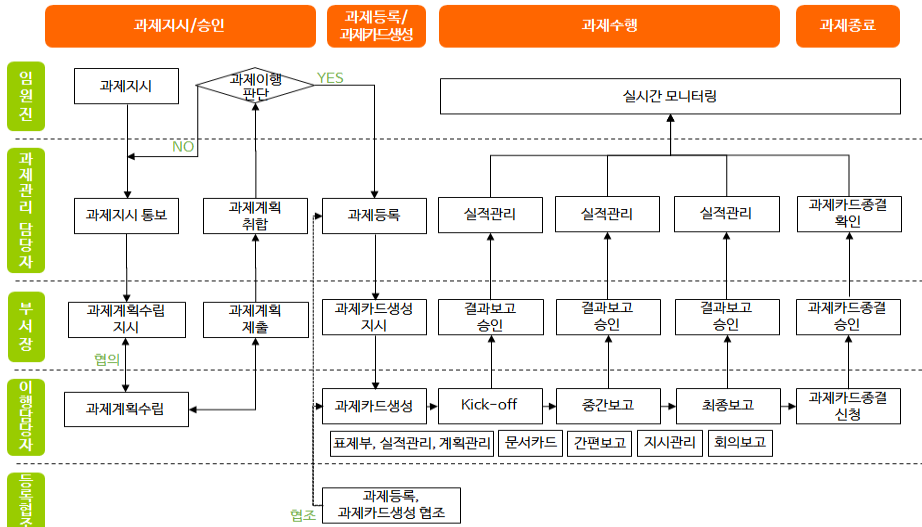 과제지시/승인
과제등록/
과제카드생성
과제수행
과제종료
임원진
과제지시
과제이행
판단
YES
NO
실시간 모니터링
과제관리 담당자
과제지시 통보
과제계획
취합
과제등록
실적관리
실적관리
실적관리
과제카드종결
확인
부서장
과제계획수립
지시
과제계획
제출
과제카드생성
지시
결과보고
승인
결과보고
승인
결과보고
승인
과제카드종결
승인
협의
이행담당자
과제계획수립
과제카드생성
Kick-off
중간보고
최종보고
과제카드종결
신청
표제부, 실적관리, 계획관리
문서카드
간편보고
지시관리
회의보고
등록협조
협조
과제등록,
과제카드생성 협조